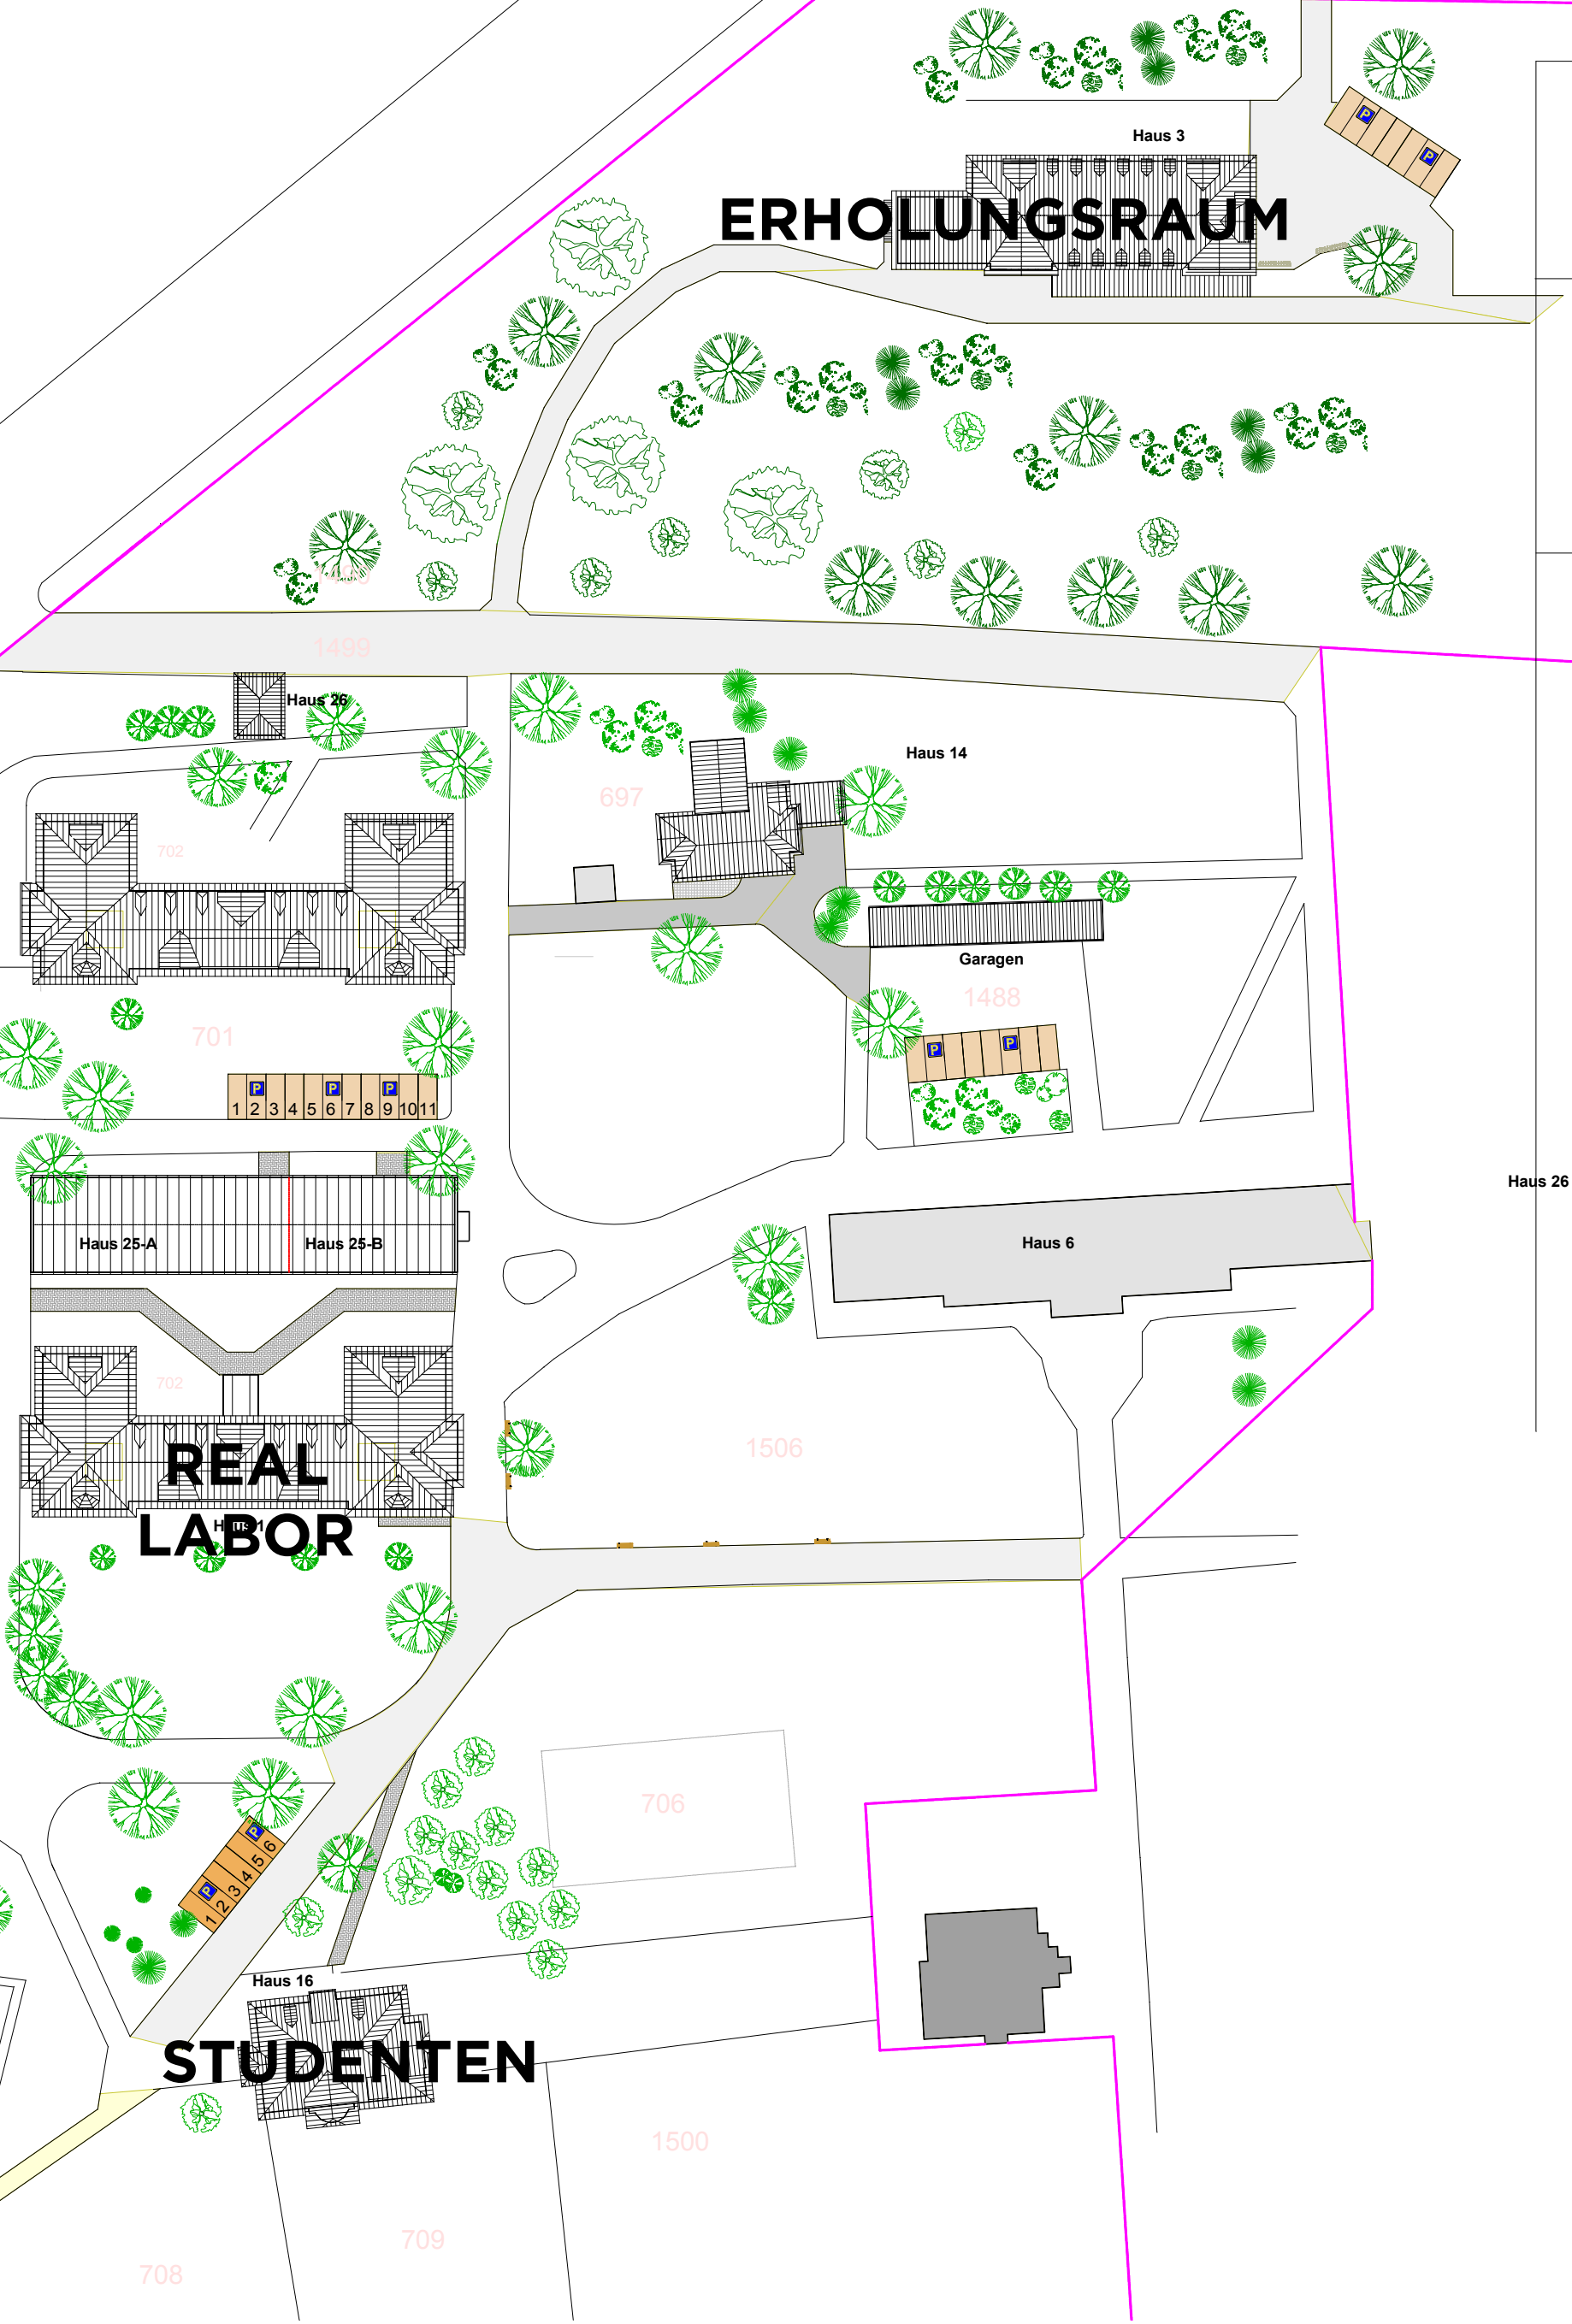 Haus 3
P
P
ERHOLUNGSRAUM
1499
Haus 26
Haus 14
697
702
Garagen
1488
701
P
P
P
P
P
1 2 3 4 5 6 7 8 9 10 11
Haus 26
Haus 25-A
Haus 25-B
Haus 6
702
1506
REAL
LABOR
706
P
P
1 2 3 4 5 6
Haus 16
STUDENTEN
1500
709
708